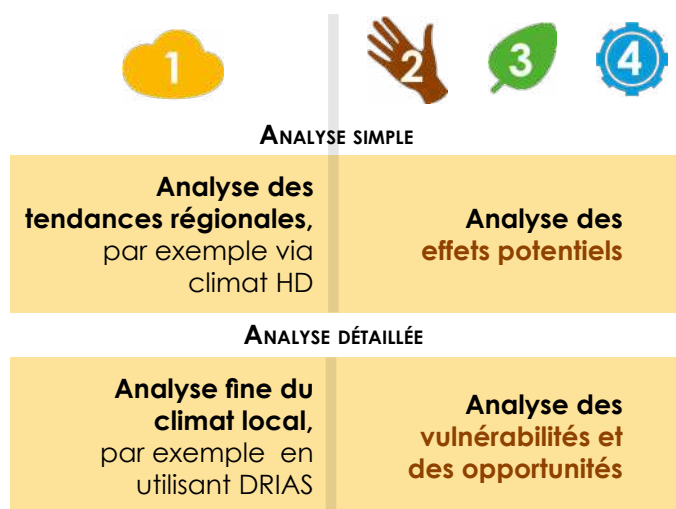 1
2
3
4
Analyse simple
Analyse des
tendances régionales,
par exemple via
climat HD
Analyse des
effets potentiels
Analyse détaillée
Analyse fine du
climat local,
par exemple en
utilisant DRIAS
Analyse des
vulnérabilités et
des opportunités